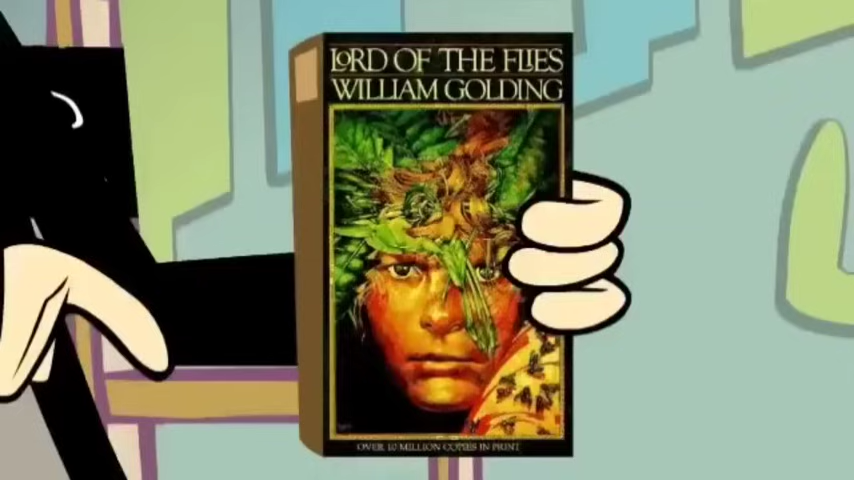 LORD OF THE FLIES
WILLIAM GOLDING
OVER 10 MILLION COPIES IN PRINT